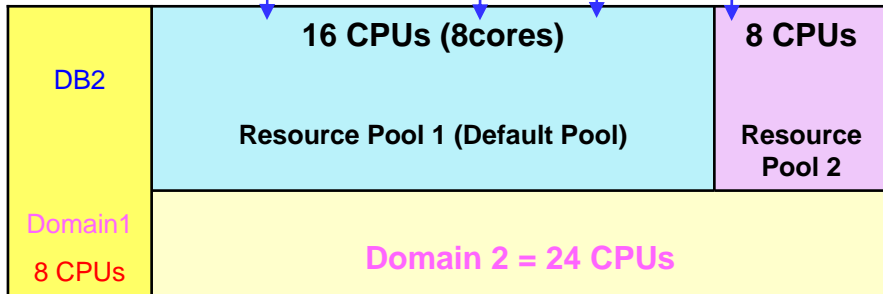 DB2
Domain1
8 CPUs
16 CPUs (8cores)
Resource Pool 1 (Default Pool)
8 CPUs
Resource
Pool 2
Domain 2 = 24 CPUs